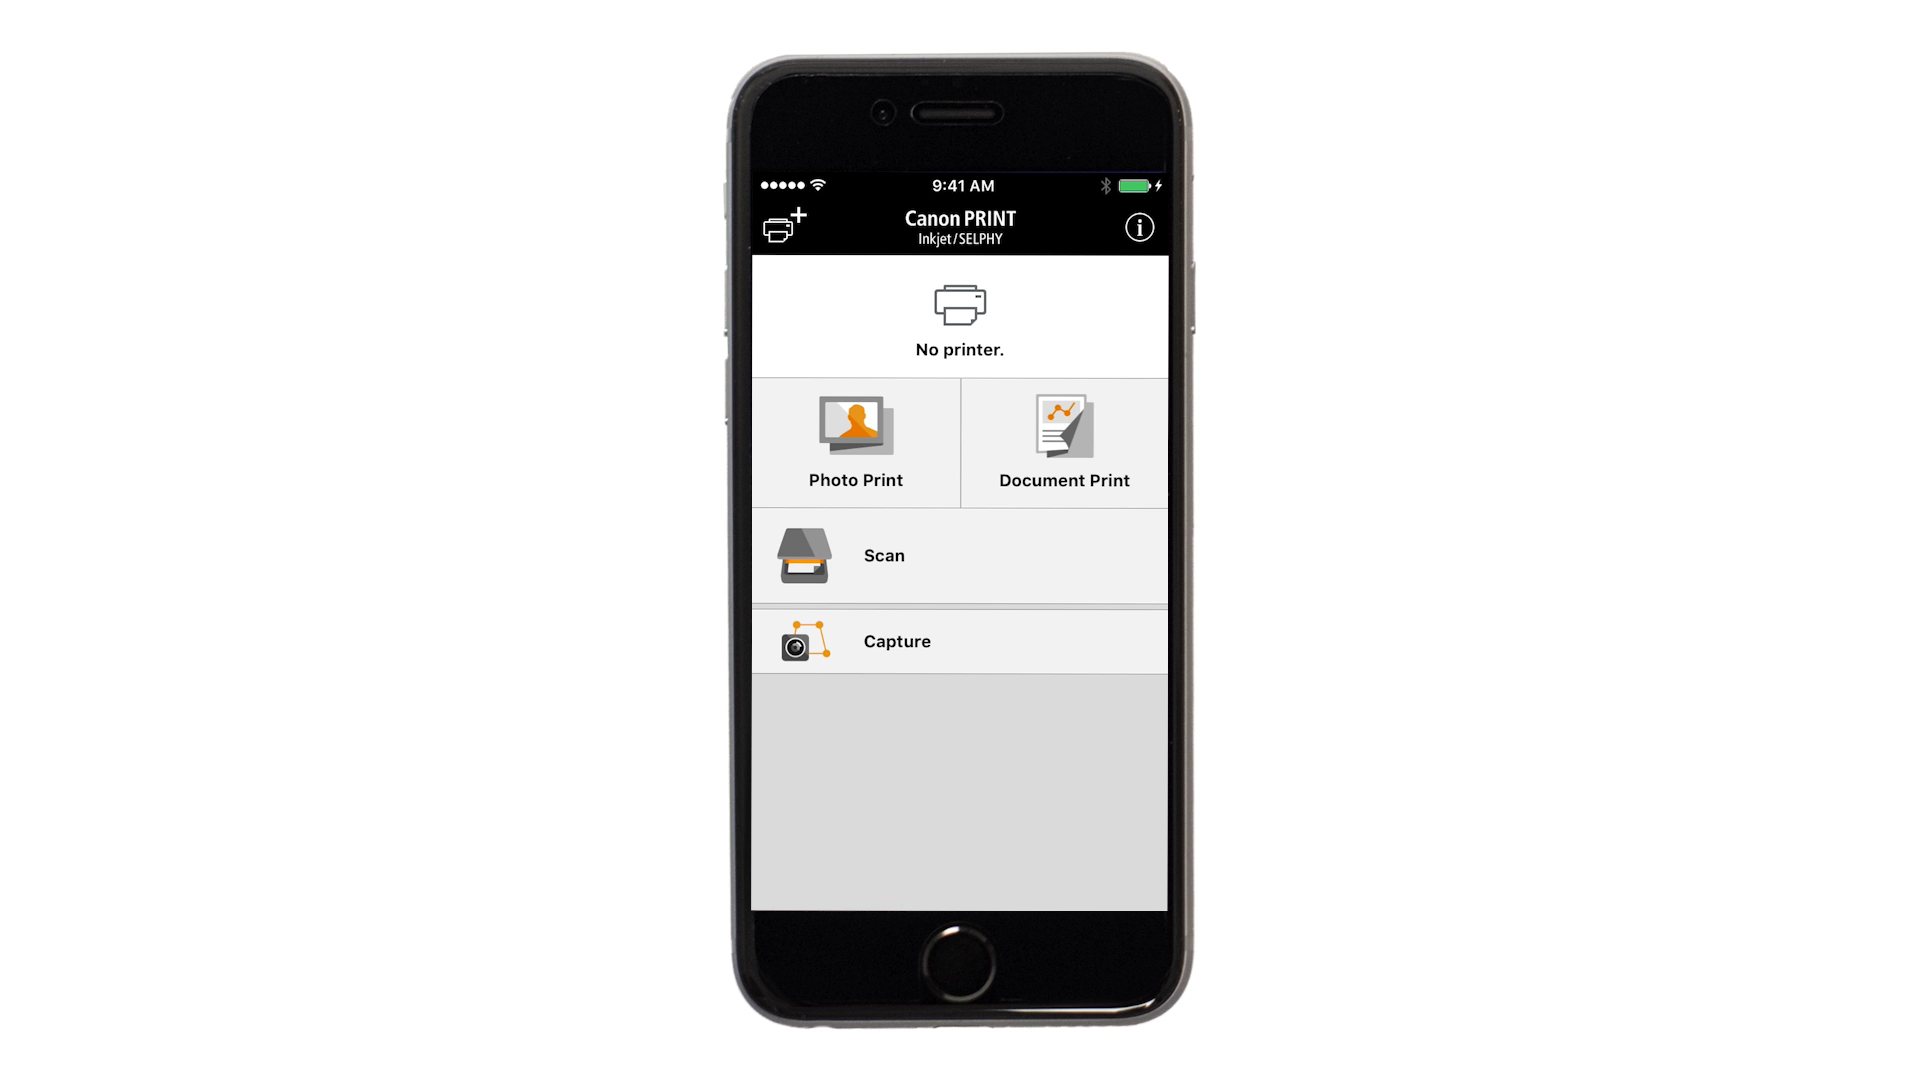 9:41 AM
Canon PRINT
Inkjet/SELPHY
No printer.
Photo Print
Document Print
Scan
Capture